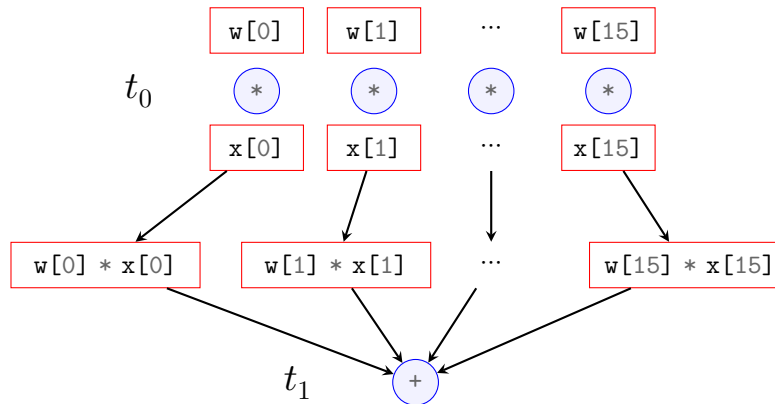 w[0] w[1] ... w[15]
t₀ * * * *
x[0] x[1] ... x[15]
w[0] * x[0] w[1] * x[1] ... w[15] * x[15]
t₁ +